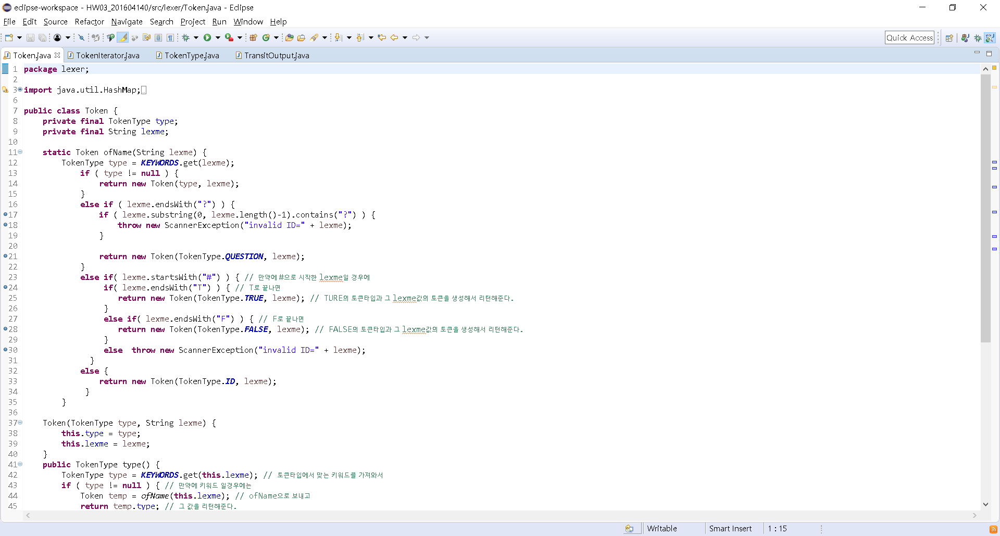 eclipse-workspace - HW03_201604140/src/lexer/Token.java - Eclipse
File Edit Source Refactor Navigate Search Project Run Window Help
Quick Access
Token.java TokenIterator.java TokenType.java TransitOutput.java
1 package lexer;
2
3 import java.util.HashMap;
6
7 public class Token {
8 private final TokenType type;
9 private final String lexme;
10
11 static Token ofName(String lexme) {
12 TokenType type = KEYWORDS.get(lexme);
13 if ( type != null ) {
14 return new Token(type, lexme);
15 }
16 else if ( lexme.endsWith("?") ) {
17 if ( lexme.substring(0, lexme.length()-1).contains("?") ) {
18 throw new ScannerException("invalid ID=" + lexme);
19 }
20
21 return new Token(TokenType.QUESTION, lexme);
22 }
23 else if( lexme.startsWith("#") ) { // 만약에 #으로 시작한 lexme일 경우에
24 if( lexme.endsWith("T") ) { // T로 끝나면
25 return new Token(TokenType.TRUE, lexme); // TURE의 토큰타입과 그 lexme값의 토큰을 생성해서 리턴해준다.
26 }
27 else if( lexme.endsWith("F") ) { // F로 끝나면
28 return new Token(TokenType.FALSE, lexme); // FALSE의 토큰타입과 그 lexme값의 토큰을 생성해서 리턴해준다.
29 }
30 else  throw new ScannerException("invalid ID=" + lexme);
31 }
32 else {
33 return new Token(TokenType.ID, lexme);
34 }
35 }
36
37 Token(TokenType type, String lexme) {
38 this.type = type;
39 this.lexme = lexme;
40 }
41 public TokenType type() {
42 TokenType type = KEYWORDS.get(this.lexme); // 토큰타입에서 맞는 키워드를 가져와서
43 if ( type != null ) { // 만약에 키워드 일경우에는
44 Token temp = ofName(this.lexme); // ofName으로 보내고
45 return temp.type; // 그 값을 리턴해준다.
Writable Smart Insert 1 : 15